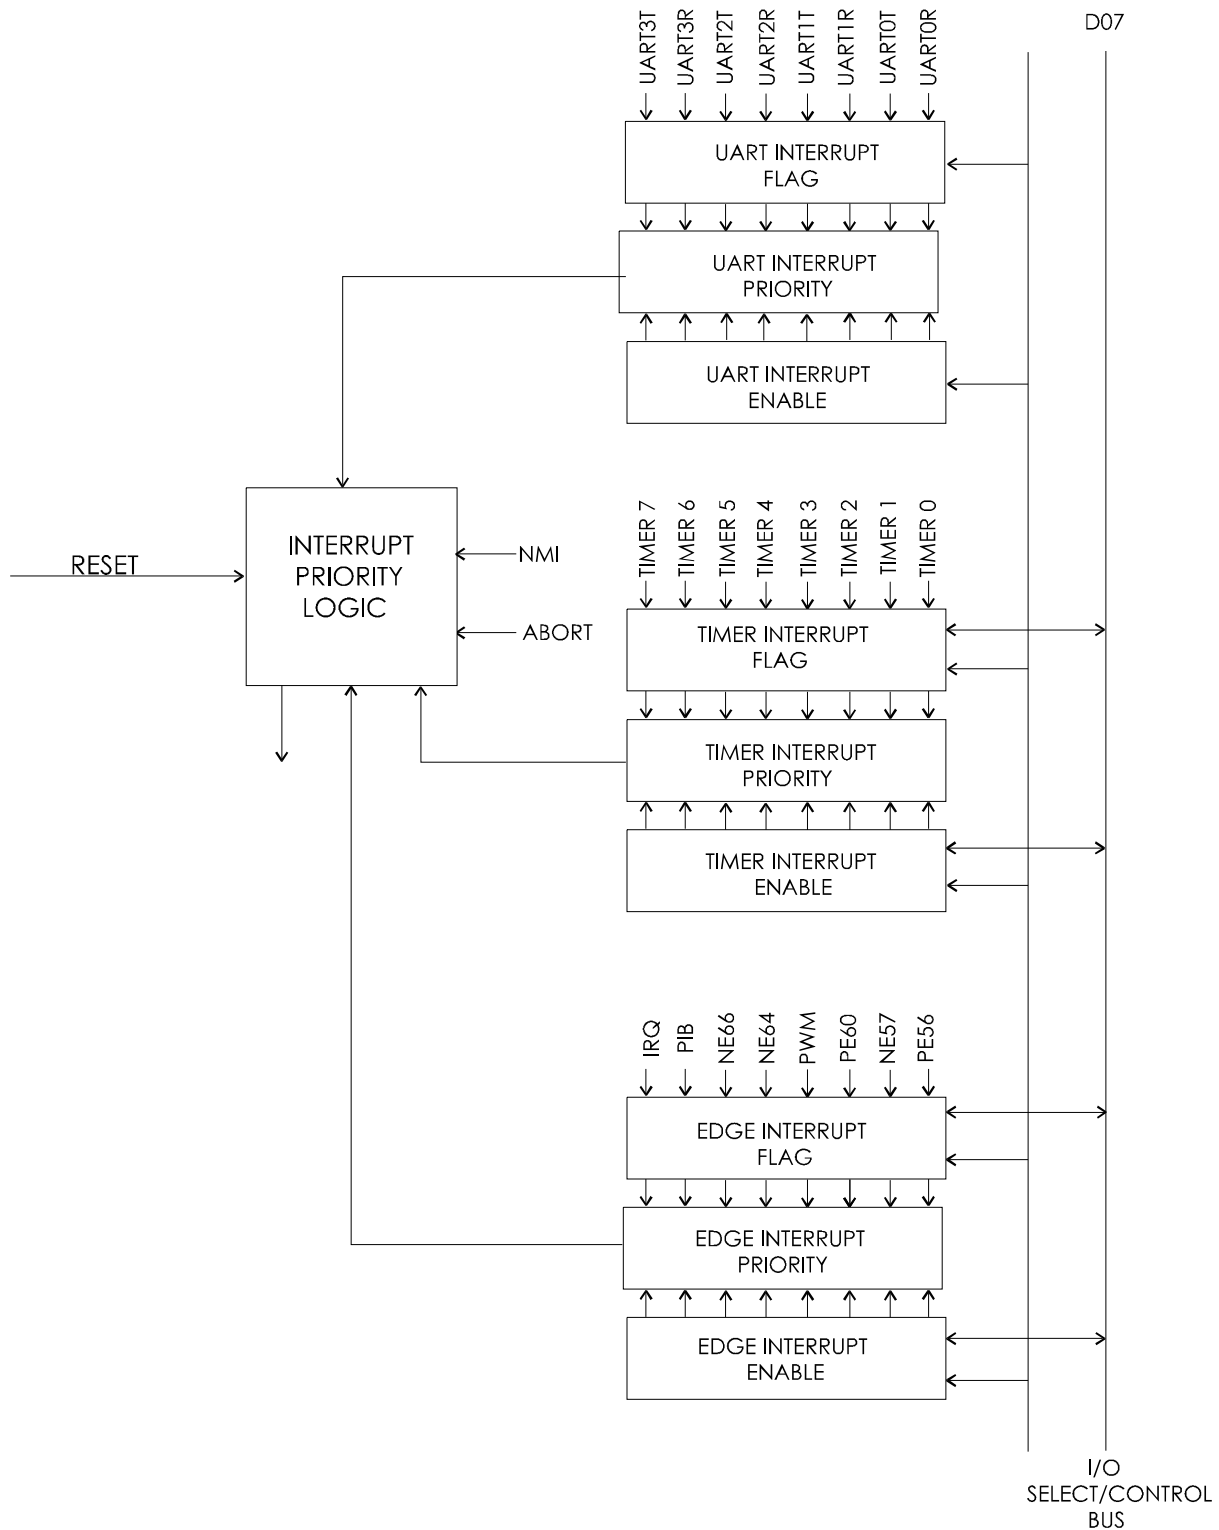 UART3T
UART3R
UART2T
UART2R
UART1T
UART1R
UART0T
UART0R
D07
UART INTERRUPT
FLAG
UART INTERRUPT
PRIORITY
UART INTERRUPT
ENABLE
RESET
INTERRUPT
PRIORITY
LOGIC
NMI
ABORT
TIMER 7
TIMER 6
TIMER 5
TIMER 4
TIMER 3
TIMER 2
TIMER 1
TIMER 0
TIMER INTERRUPT
FLAG
TIMER INTERRUPT
PRIORITY
TIMER INTERRUPT
ENABLE
IRQ
PIB
NE66
NE64
PWM
PE60
NE57
PE56
EDGE INTERRUPT
FLAG
EDGE INTERRUPT
PRIORITY
EDGE INTERRUPT
ENABLE
I/O
SELECT/CONTROL
BUS